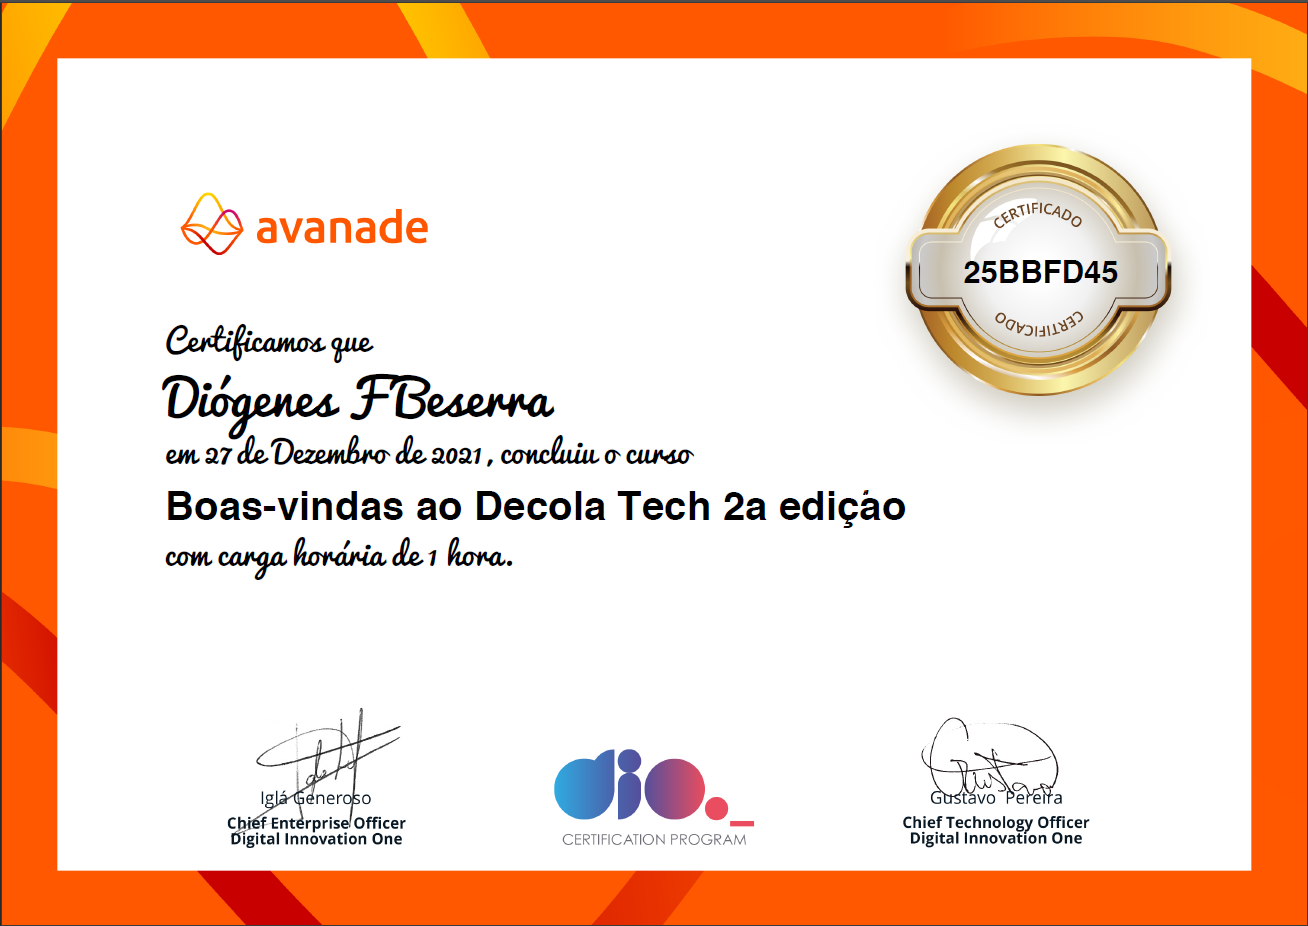 avanade
CERTIFICADO
25BBFD45
CERTIFICADO
Certificamos que
Diógenes FBeserra
em 27 de Dezembro de 2021 , concluiu o curso
Boas-vindas ao Decola Tech 2a edição
com carga horária de 1 hora.
Iglá Generoso
Chief Enterprise Officer
Digital Innovation One
dio._
CERTIFICATION PROGRAM
Gustavo
Gustavo Pereira
Chief Technology Officer
Digital Innovation One